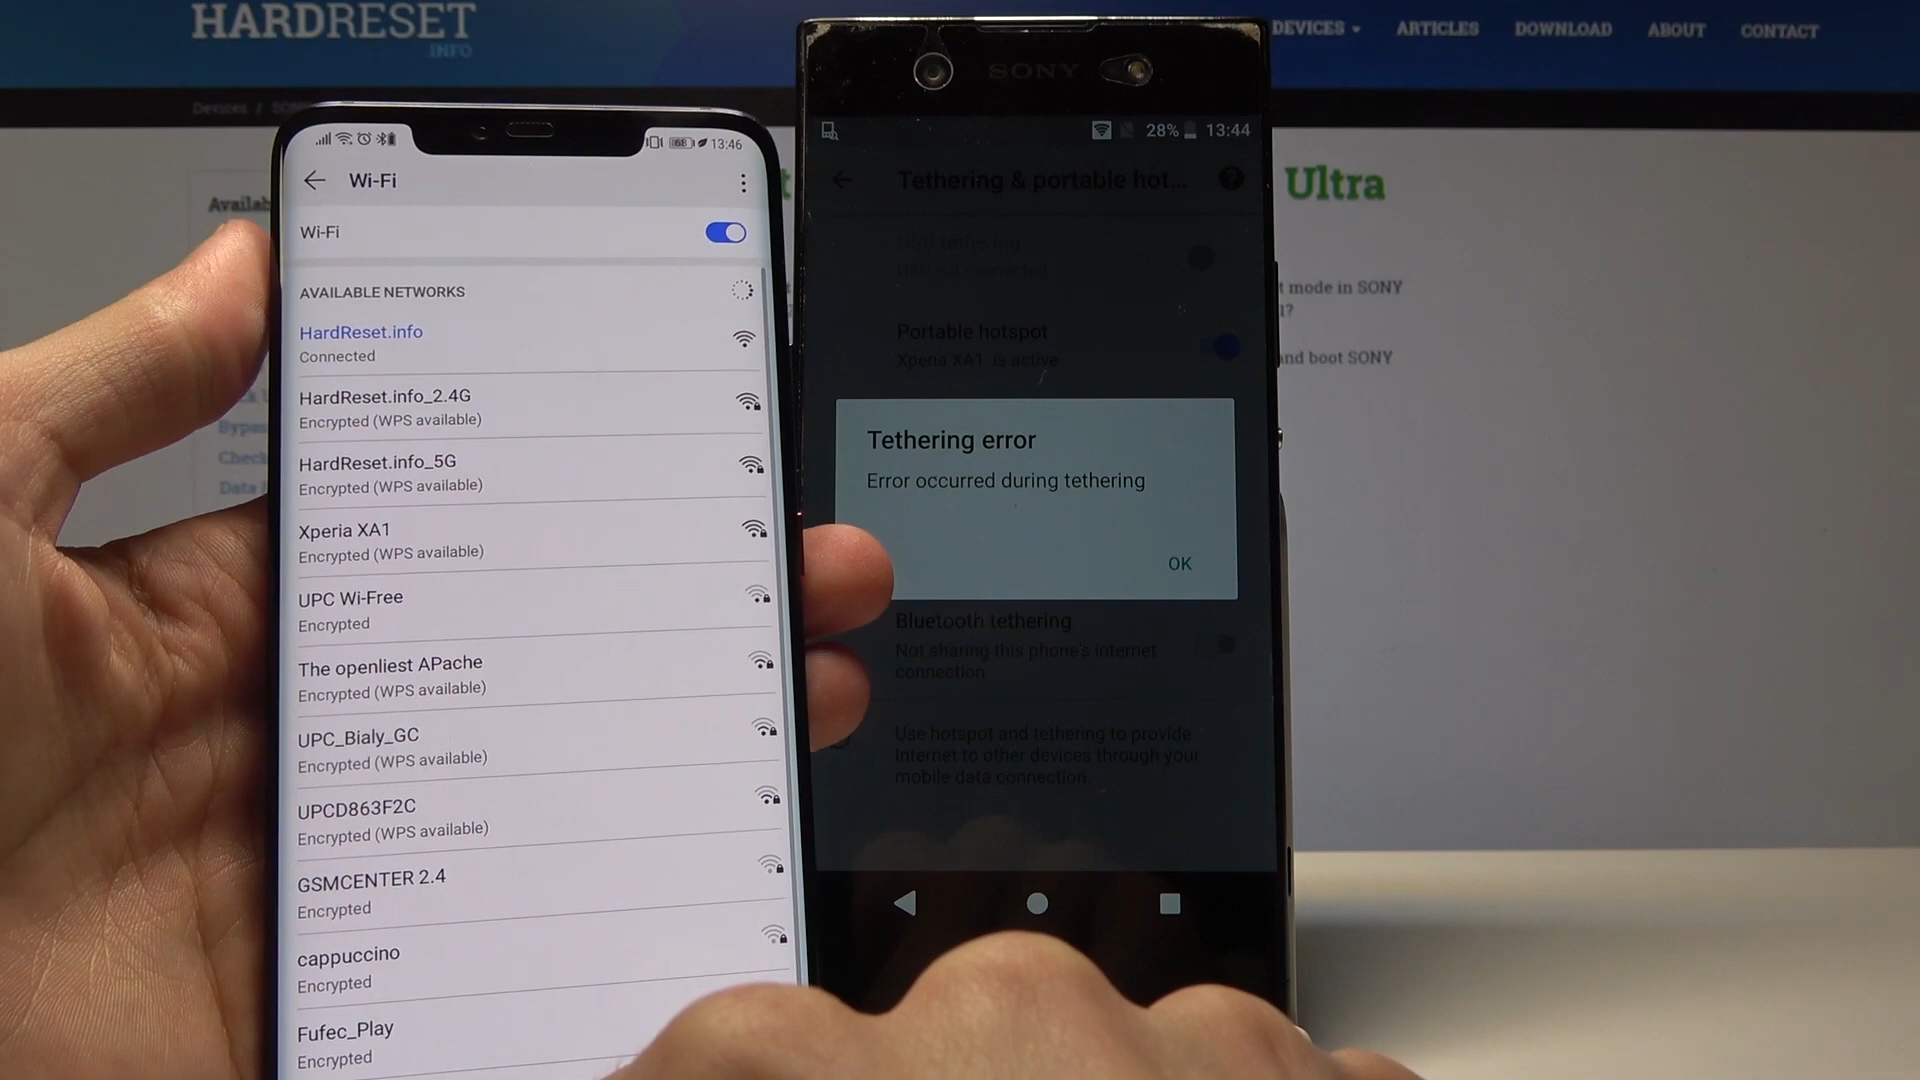 HARDRESET
.INFO
DEVICES
ARTICLES
DOWNLOAD
ABOUT
CONTACT
Devices /
Ultra
t mode in SONY
and boot SONY
13:46
Wi-Fi
Wi-Fi
AVAILABLE NETWORKS
HardReset.info
Connected
HardReset.info_2.4G
Encrypted (WPS available)
HardReset.info_5G
Encrypted (WPS available)
Xperia XA1
Encrypted (WPS available)
UPC Wi-Free
Encrypted
The openliest APache
Encrypted (WPS available)
UPC_Bialy_GC
Encrypted (WPS available)
UPCD863F2C
Encrypted (WPS available)
GSMCENTER 2.4
Encrypted
cappuccino
Encrypted
Fufec_Play
Encrypted
SONY
28% 13:44
Tethering & portable hot...
USB tethering
USB not connected
Portable hotspot
Xperia XA1 is active
Tethering error
Error occurred during tethering
OK
Bluetooth tethering
Not sharing this phone's internet
connection
Use hotspot and tethering to provide
Internet to other devices through your
mobile data connection.